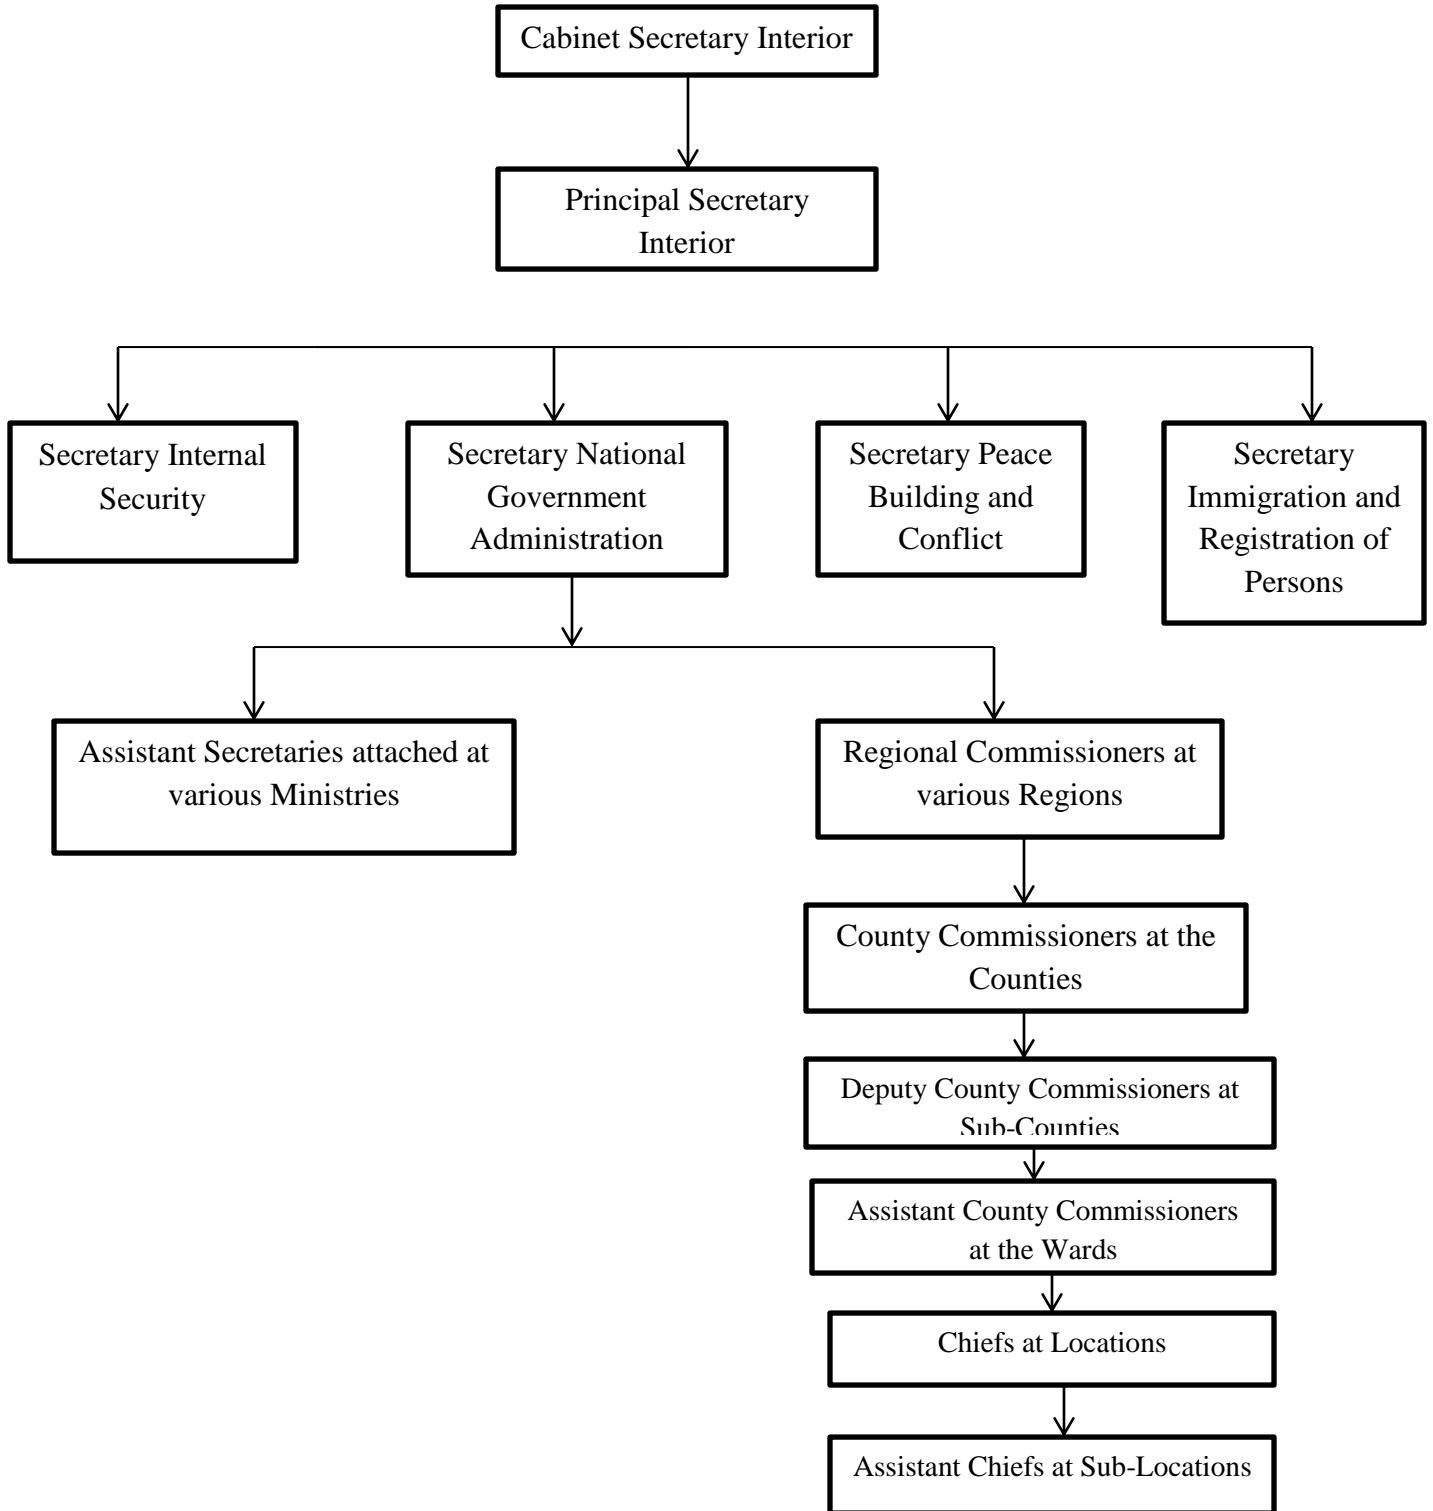 Cabinet Secretary Interior
Principal Secretary
Interior
Secretary Internal
Security
Secretary National
Government
Administration
Secretary Peace
Building and
Conflict
Secretary
Immigration and
Registration of
Persons
Assistant Secretaries attached at
various Ministries
Regional Commissioners at
various Regions
County Commissioners at the
Counties
Deputy County Commissioners at
Sub-Counties
Assistant County Commissioners
at the Wards
Chiefs at Locations
Assistant Chiefs at Sub-Locations